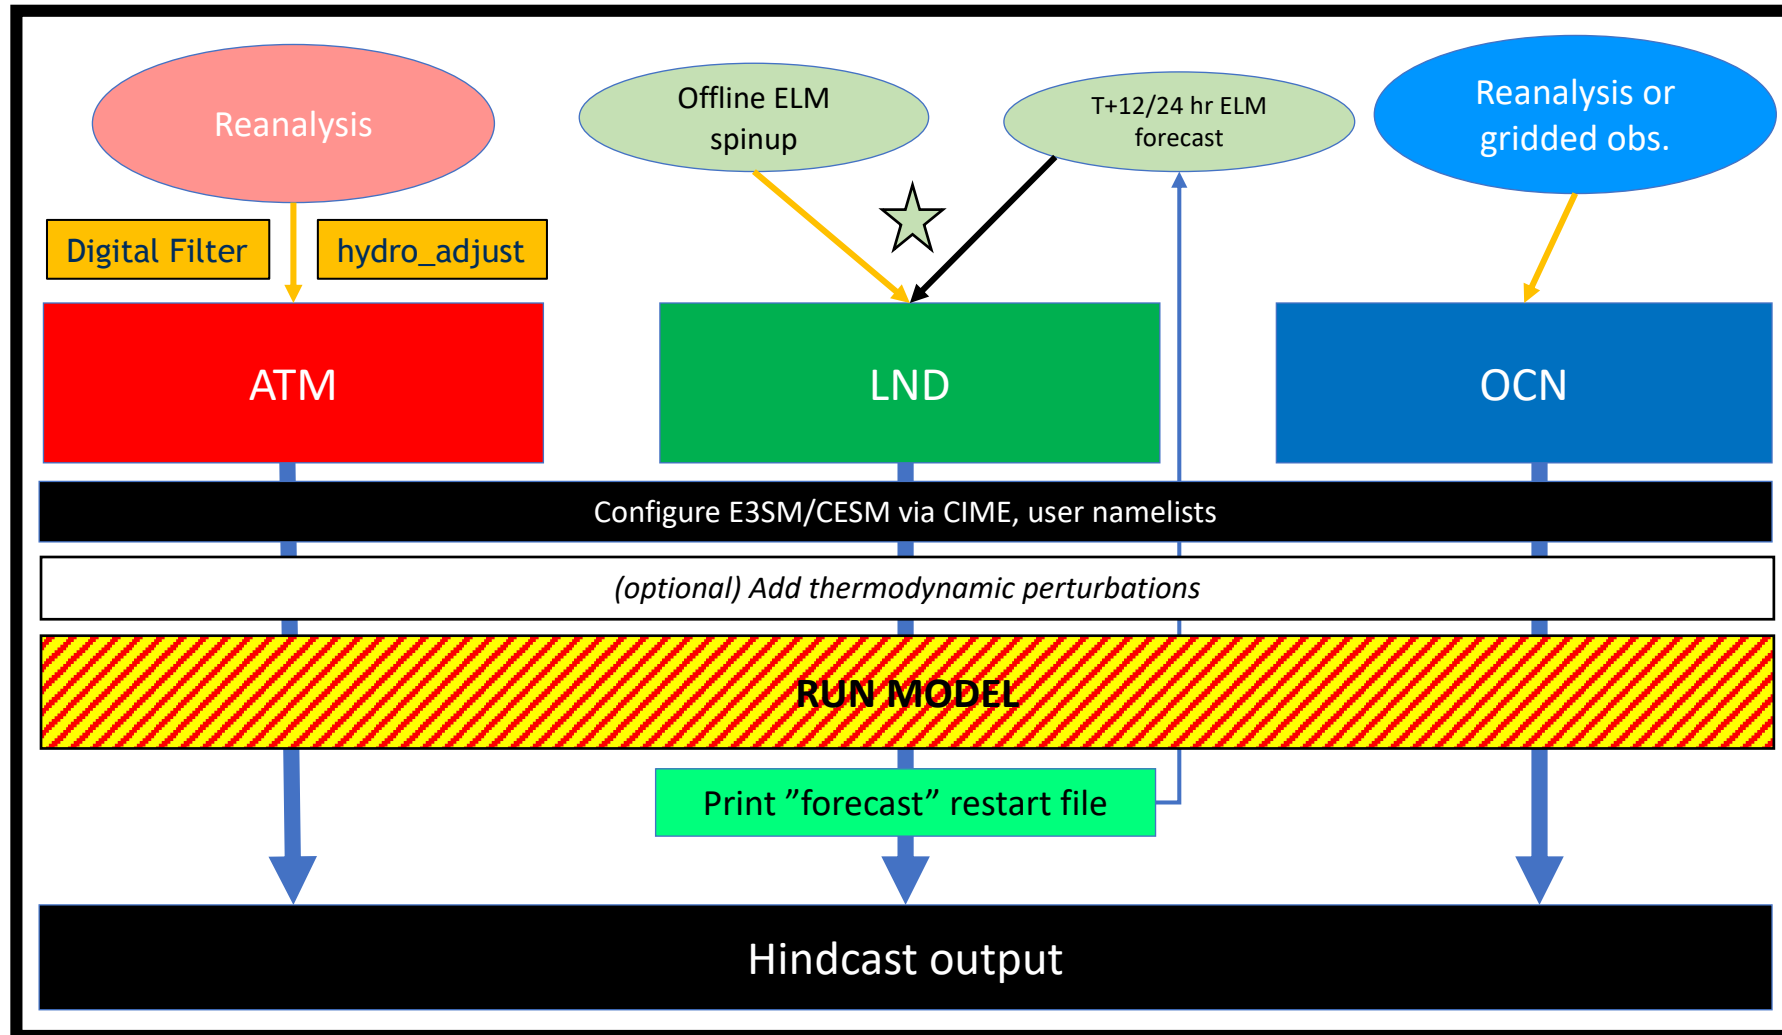 Reanalysis
Offline ELM
spinup
T+12/24 hr ELM
forecast
Reanalysis or
gridded obs.
Digital Filter
hydro_adjust
ATM
LND
OCN
Configure E3SM/CESM via CIME, user namelists
(optional) Add thermodynamic perturbations
RUN MODEL
Print ”forecast” restart file
Hindcast output